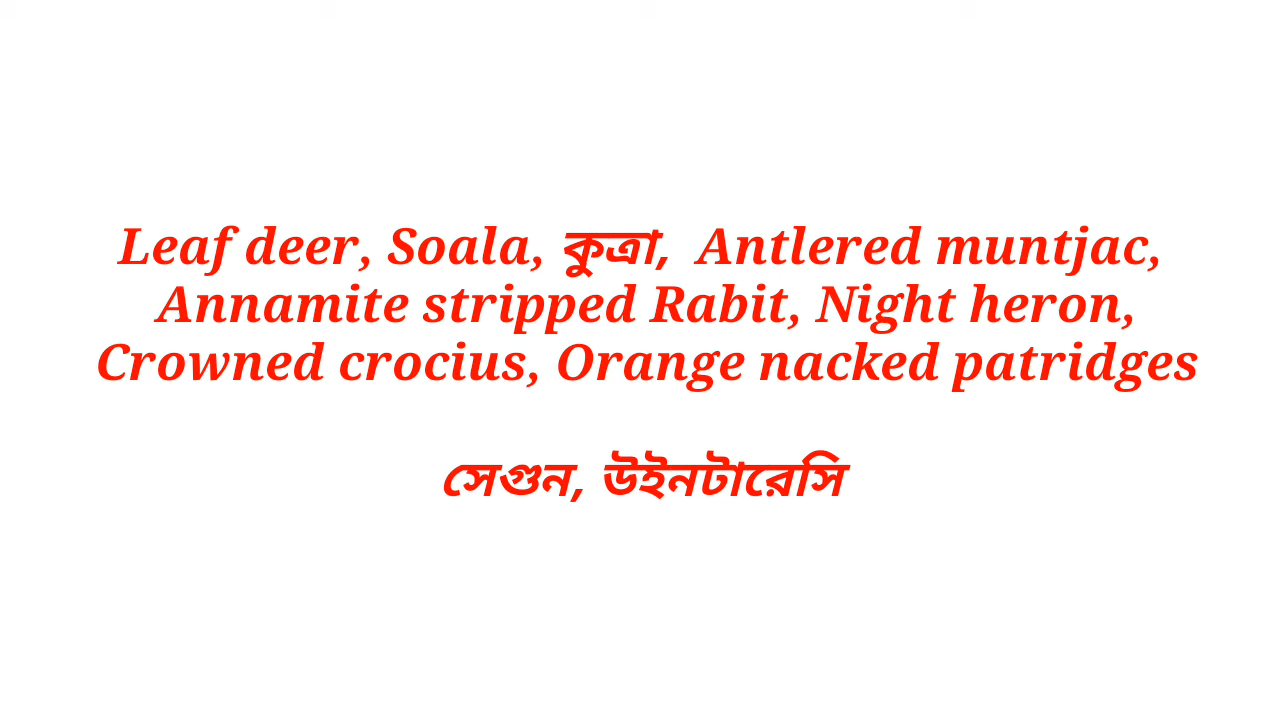 Leaf deer, Soala, কুত্রা, Antlered muntjac,
Annamite stripped Rabit, Night heron,
Crowned crocius, Orange nacked patridges
সেগুন, উইনটারেসি